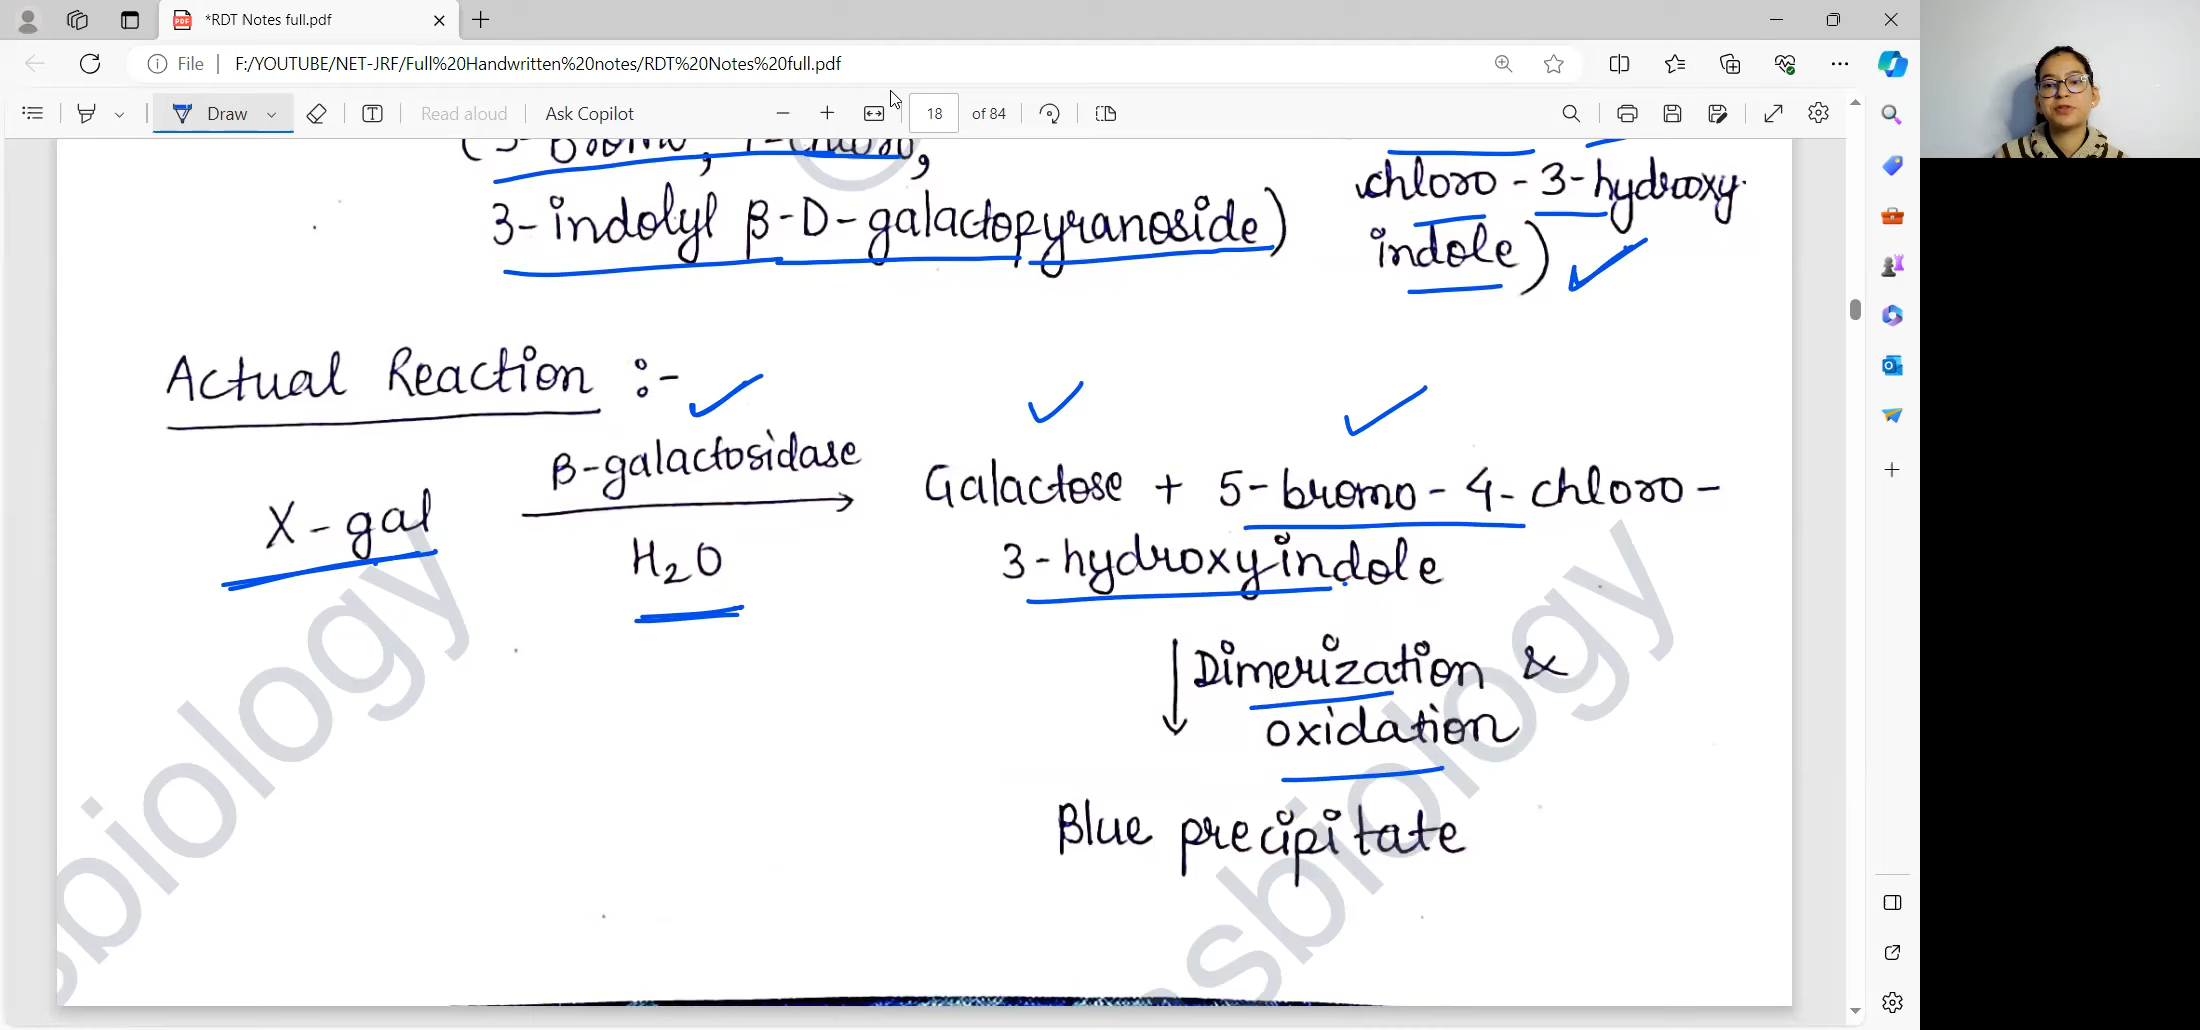 *RDT Notes full.pdf
File | F:/YOUTUBE/NET-JRF/Full%20Handwritten%20notes/RDT%20Notes%20full.pdf
Draw
Read aloud
Ask Copilot
18 of 84
3-indolyl β-D-galactopyranoside)
chloro-3-hydroxy
indole)
Actual Reaction :-
X-gal
β-galactosidase
H2O
Galactose + 5-bromo-4-chloro-
3-hydroxyindole
Dimerization &
oxidation
Blue precipitate
sbiology
sbiology